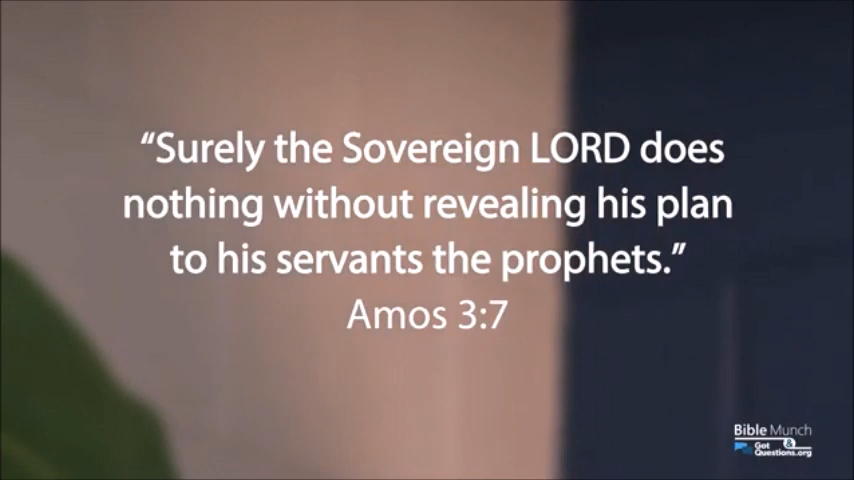 “Surely the Sovereign LORD does
nothing without revealing his plan
to his servants the prophets.”
Amos 3:7
Bible Munch
&
Got
Questions.org